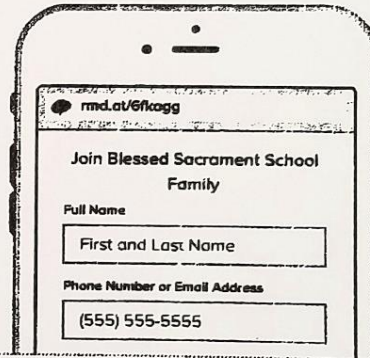 rmd.at/6fkagg
Join Blessed Sacrament School
Family
Full Name
First and Last Name
Phone Number or Email Address
(555) 555-5555